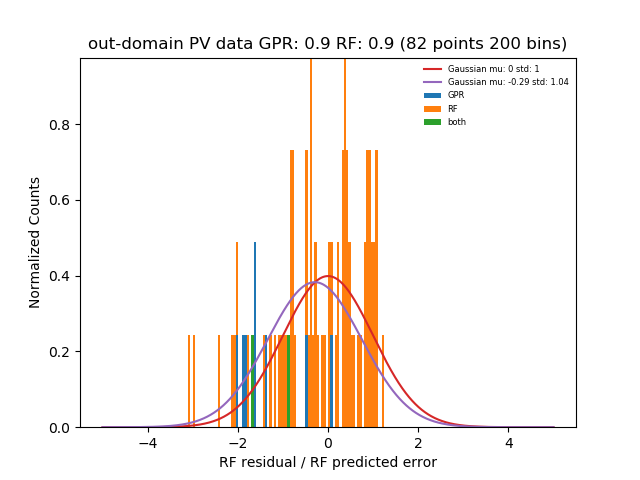 out-domain PV data GPR: 0.9 RF: 0.9 (82 points 200 bins)
Gaussian mu: 0 std: 1
Gaussian mu: -0.29 std: 1.04
GPR
RF
both
Normalized Counts
0.8
0.6
0.4
0.2
0.0
−4 −2 0 2 4
RF residual / RF predicted error